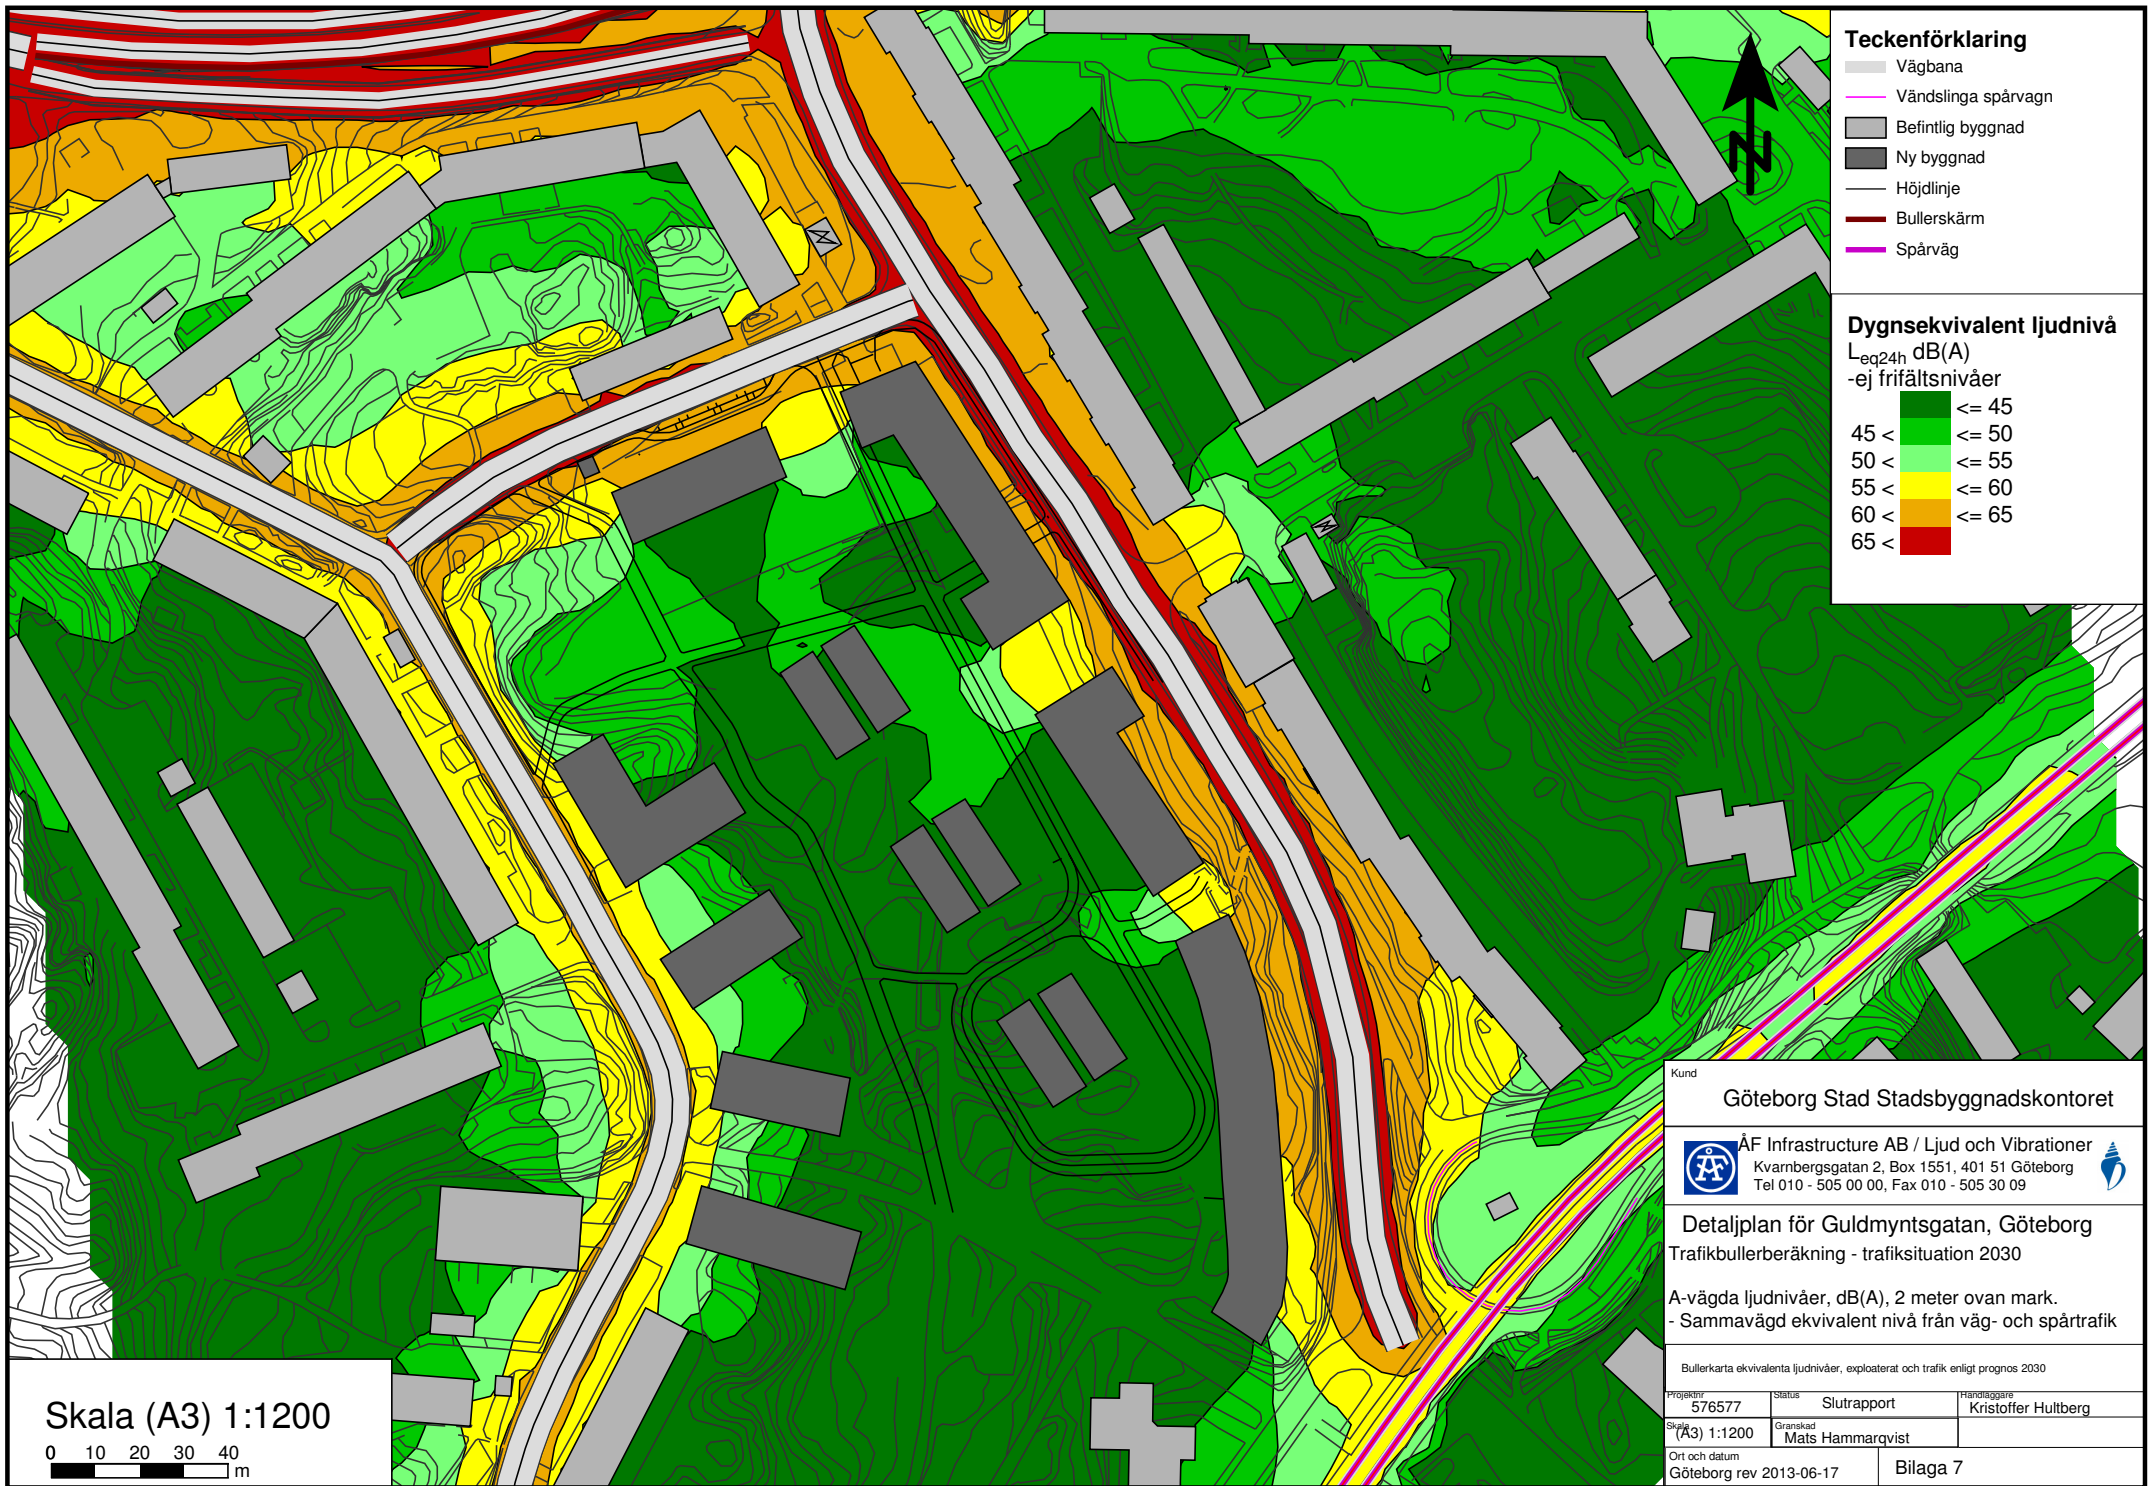 Teckenförklaring
Vägbana
Vändslinga spårvagn
Befintlig byggnad
Ny byggnad
Höjdlinje
Bullerskärm
Spårväg
N
Dygnsekvivalent ljudnivå
Leq24h dB(A)
-ej frifältsnivåer
<= 45
45 < <= 50
50 < <= 55
55 < <= 60
60 < <= 65
65 <
Kund
Göteborg Stad Stadsbyggnadskontoret
ÅF
ÅF Infrastructure AB / Ljud och Vibrationer
Kvarnbergsgatan 2, Box 1551, 401 51 Göteborg
Tel 010 - 505 00 00, Fax 010 - 505 30 09
Detaljplan för Guldmyntsgatan, Göteborg
Trafikbullerberäkning - trafiksituation 2030
A-vägda ljudnivåer, dB(A), 2 meter ovan mark.
- Sammavägd ekvivalent nivå från väg- och spårtrafik
Bullerkarta ekvivalenta ljudnivåer, exploaterat och trafik enligt prognos 2030
Projektnr Status Handläggare
576577 Slutrapport Kristoffer Hultberg
Skala Granskad
(A3) 1:1200 Mats Hammarqvist
Ort och datum
Göteborg rev 2013-06-17 Bilaga 7
Skala (A3) 1:1200
0 10 20 30 40
m